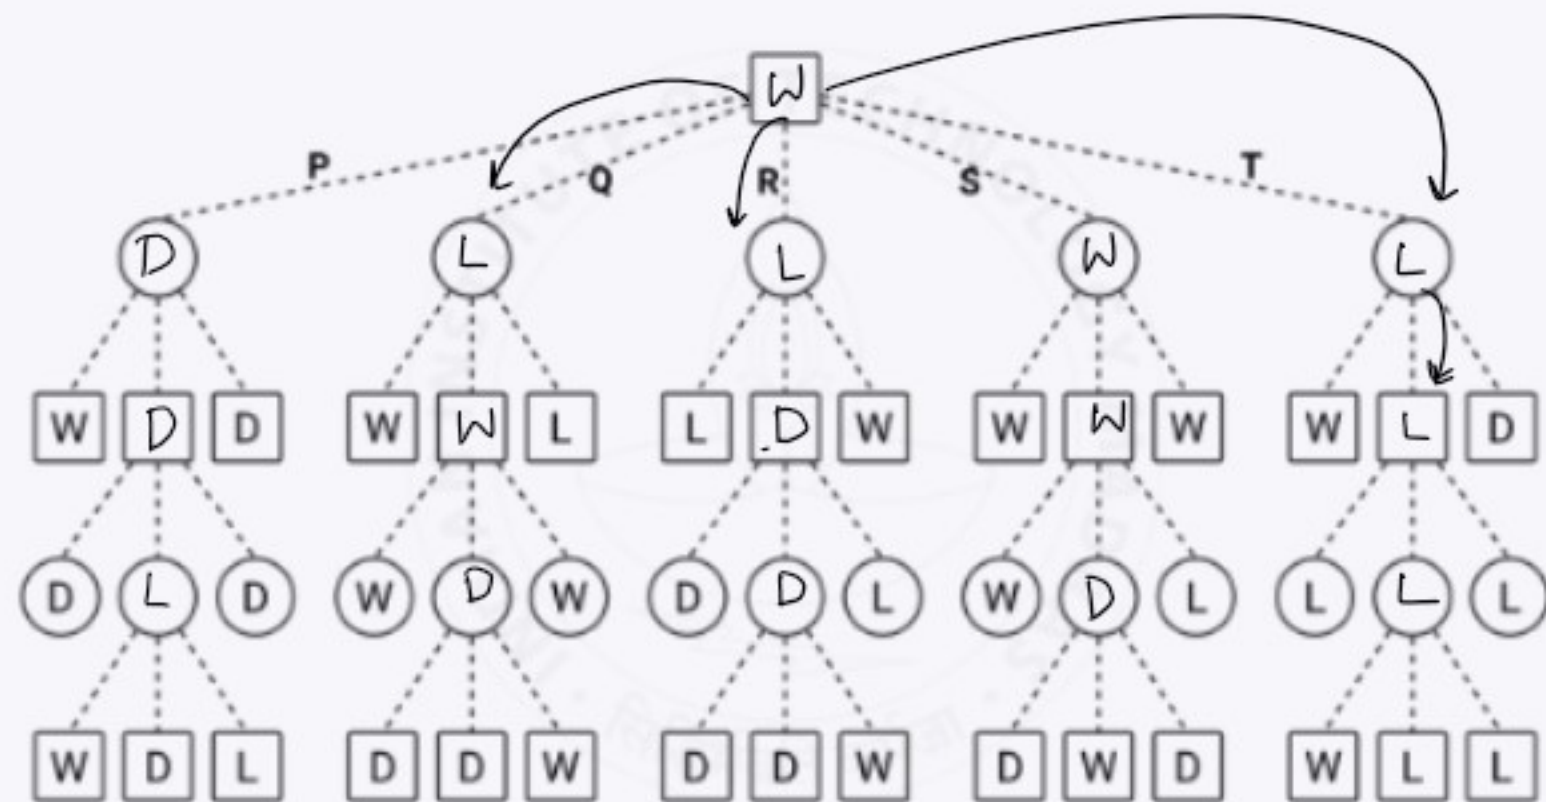 W
P Q R S T
D L L W L
W D D W W L L D W W W W W L D
D L D W D W D D L W D L L L L
W D L D D W D D W D W D W L L